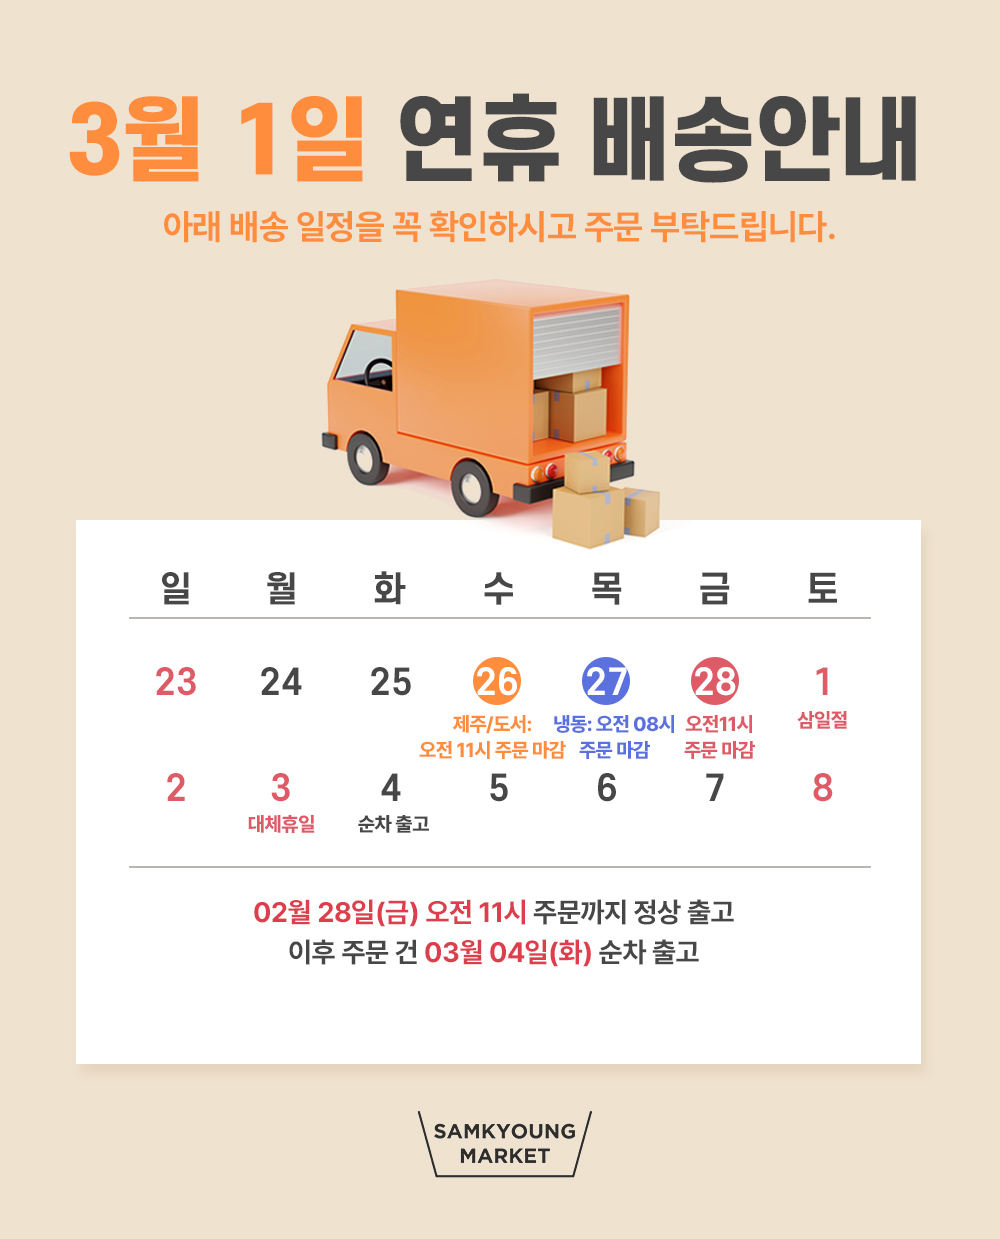 3월 1일 연휴 배송안내
아래 배송 일정을 꼭 확인하시고 주문 부탁드립니다.
일 월 화 수 목 금 토
23 24 25 26 27 28 1
제주/도서: 냉동: 오전 08시 오전11시 삼일절
오전 11시 주문 마감 주문 마감 주문 마감
2 3 4 5 6 7 8
대체휴일 순차 출고
02월 28일(금) 오전 11시 주문까지 정상 출고
이후 주문 건 03월 04일(화) 순차 출고
SAMKYOUNG
MARKET